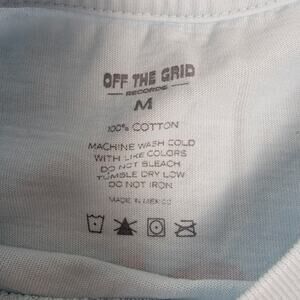 OFF THE GRID
RECORDS
M
100% COTTON
MACHINE WASH COLD
WITH LIKE COLORS
DO NOT BLEACH
TUMBLE DRY LOW
DO NOT IRON
MADE IN MEXICO